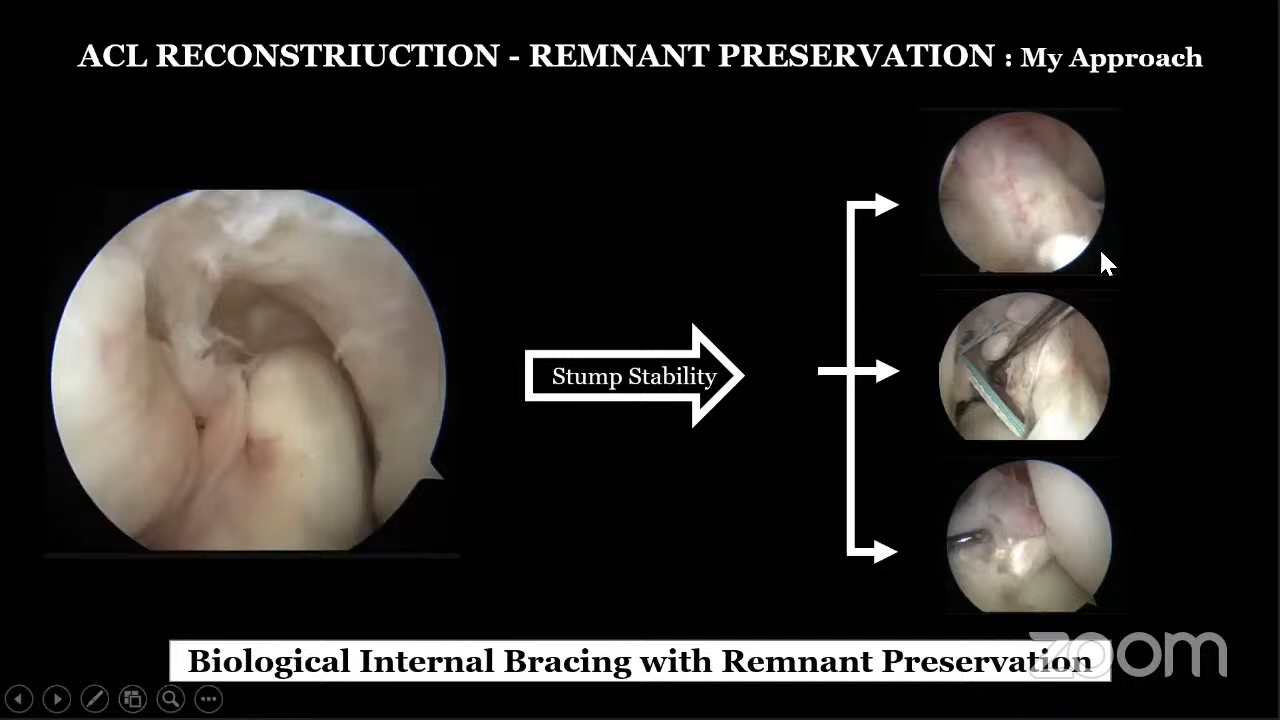 ACL RECONSTRIUCTION - REMNANT PRESERVATION : My Approach
Stump Stability
Biological Internal Bracing with Remnant Preservation
zoom